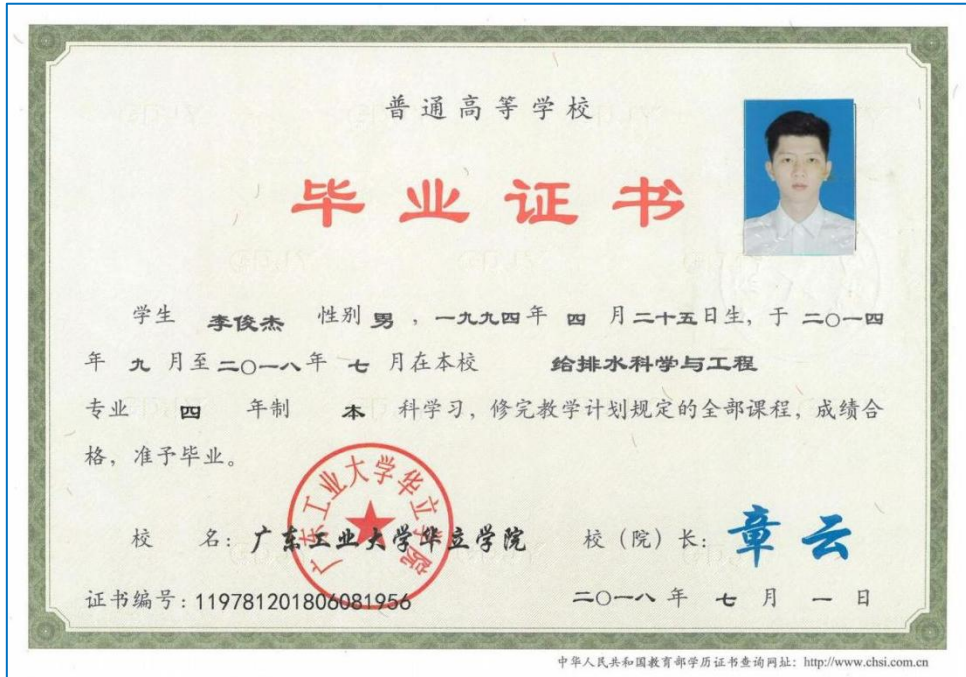 普通高等学校
毕业证书
学生 李俊杰 性别 男 ，一九九四年 四 月二十五日生，于 二〇一四
年 九 月至二〇一八年 七 月在本校 给排水科学与工程
专业 四 年制 本 科学习，修完教学计划规定的全部课程，成绩合
格，准予毕业。
广东工业大学华立学院
校 名：广东工业大学华立学院 校（院）长：章云
证书编号：119781201806081956 二〇一八 年 七 月 一 日
中华人民共和国教育部学历证书查询网址：http://www.chsi.com.cn